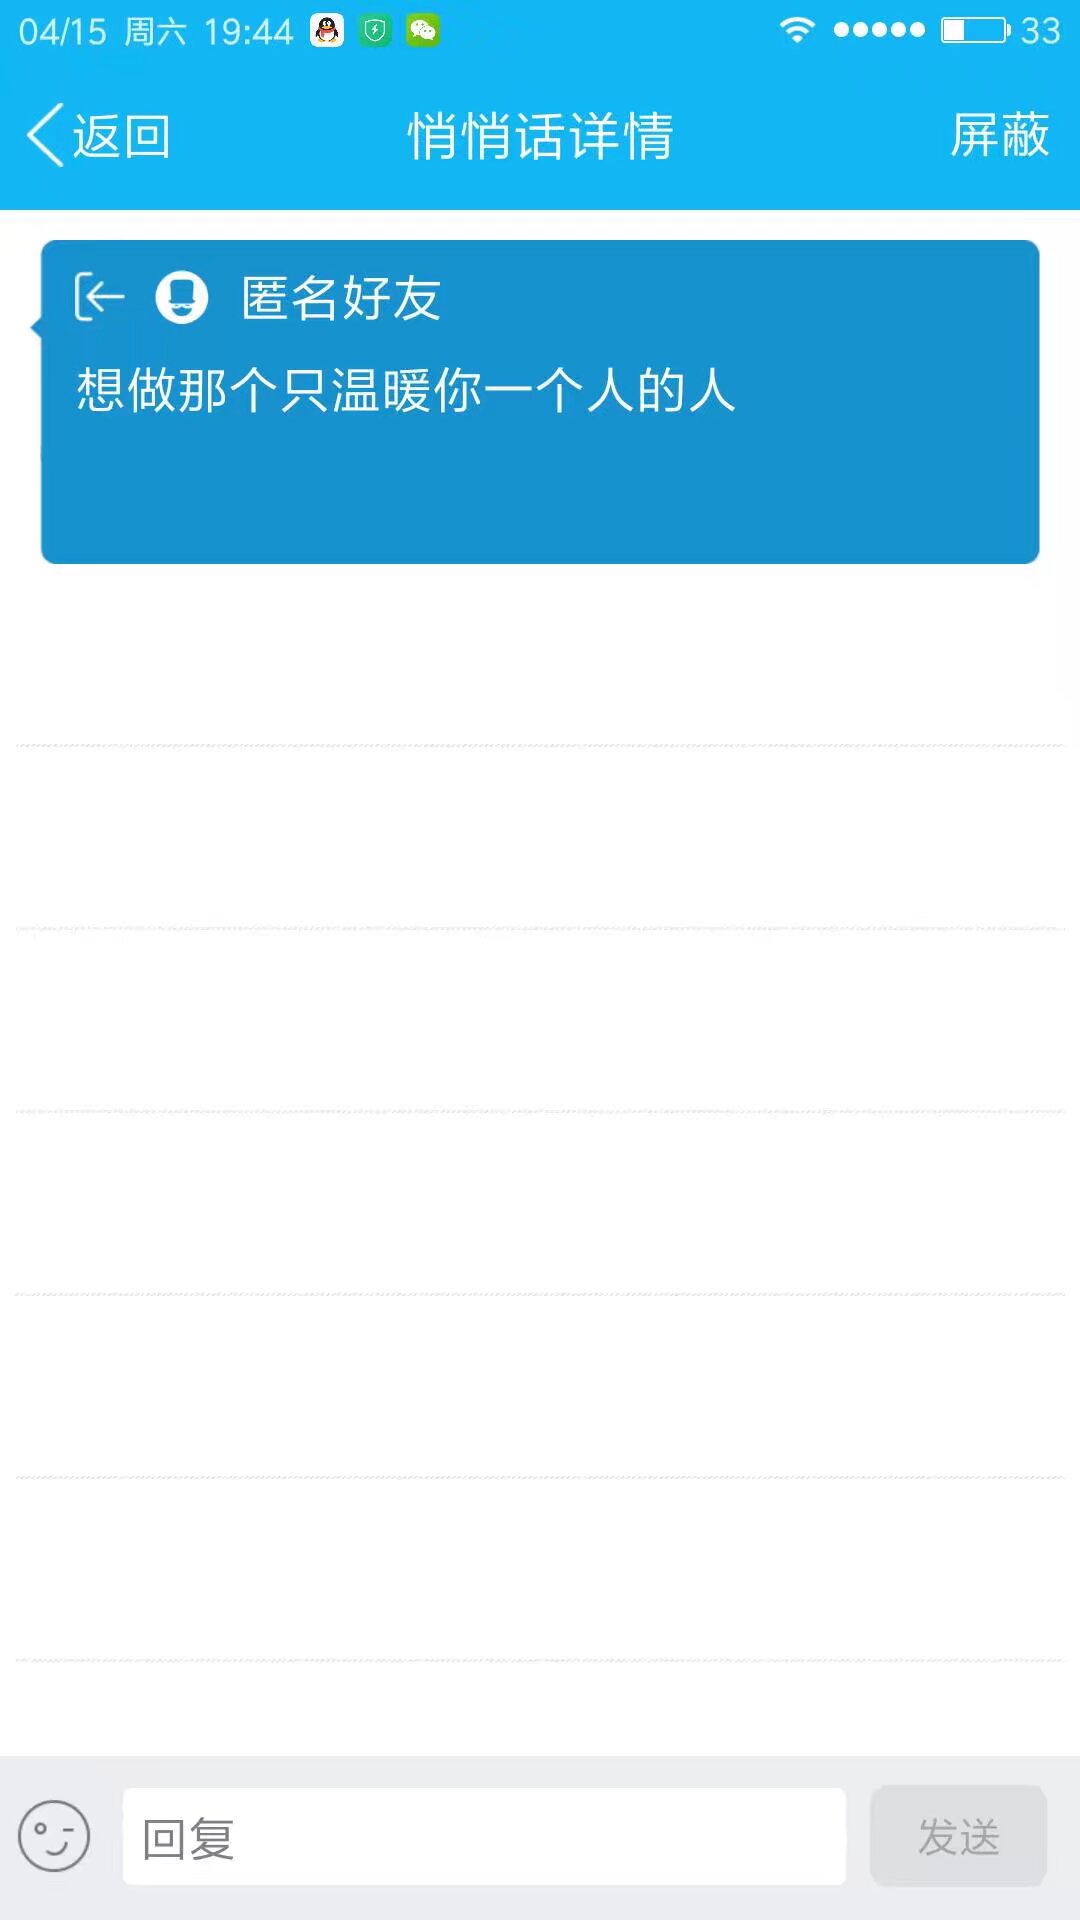 04/15 周六 19:44 33
返回 悄悄话详情 屏蔽
匿名好友
想做那个只温暖你一个人的人
回复 发送